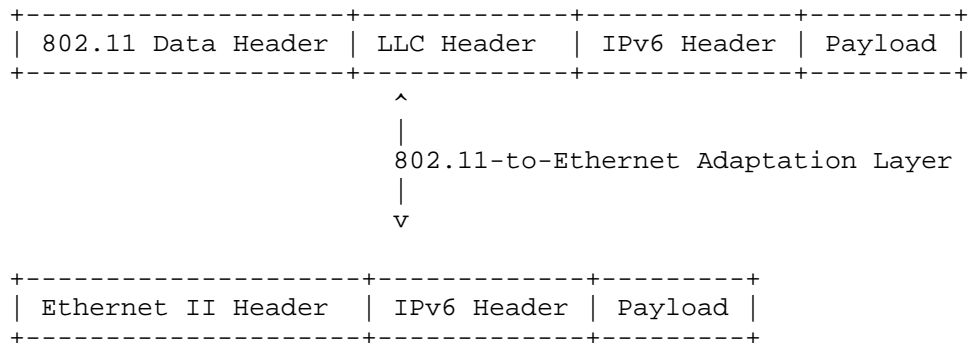 +--------------------+-------------+-------------+---------+
| 802.11 Data Header | LLC Header  | IPv6 Header | Payload |
+--------------------+-------------+-------------+---------+
^
|
802.11-to-Ethernet Adaptation Layer
|
v
+---------------------+-------------+---------+
| Ethernet II Header  | IPv6 Header | Payload |
+---------------------+-------------+---------+